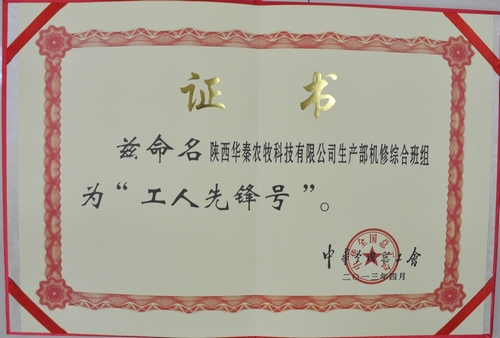 证书
兹命名陕西华秦农牧科技有限公司生产部机修综合班组
为“工人先锋号”。
中华全国总工会
二〇一三年四月